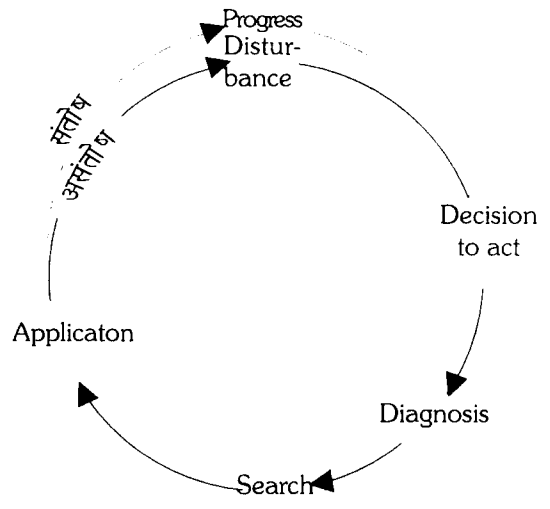 Progress
Distur-
bance
संतोष
असंतोष
Decision
to act
Applicaton
Diagnosis
Search